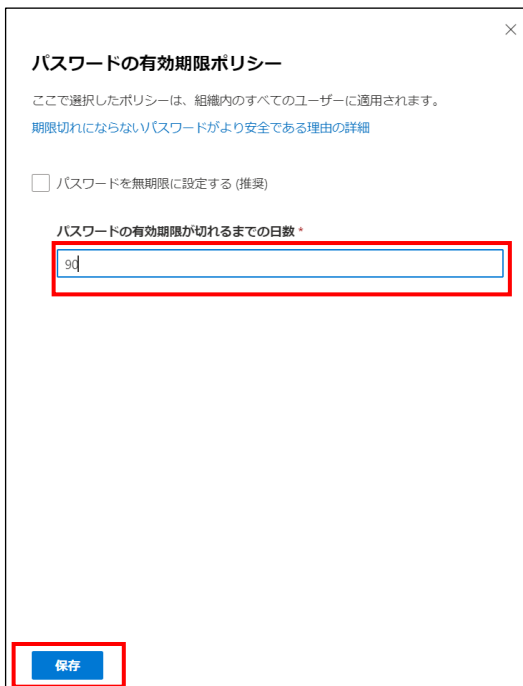 パスワードの有効期限ポリシー
ここで選択したポリシーは、組織内のすべてのユーザーに適用されます。
期限切れにならないパスワードがより安全である理由の詳細
パスワードを無期限に設定する (推奨)
パスワードの有効期限が切れるまでの日数 *
90
保存